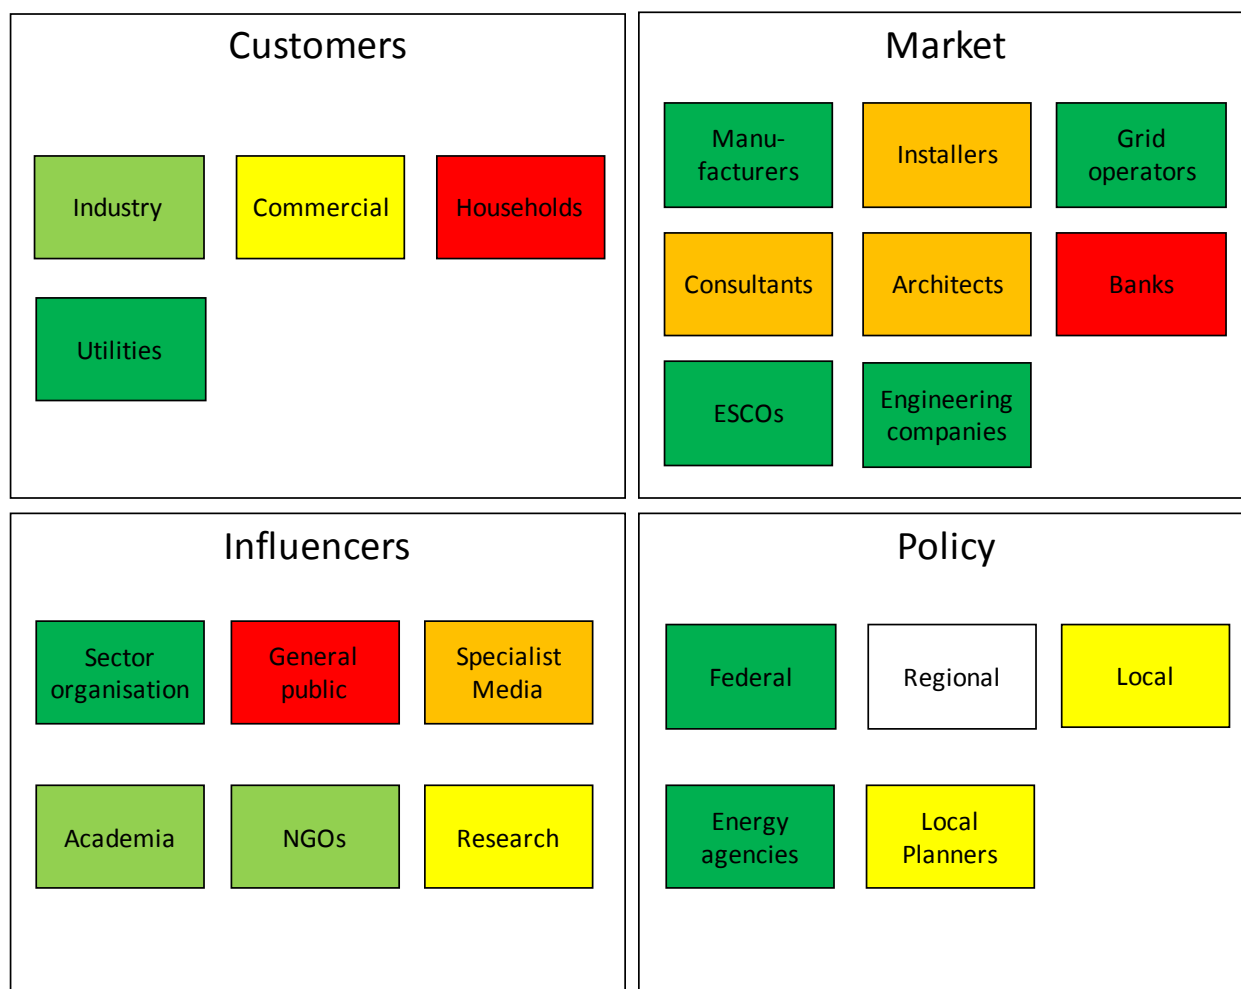 Customers
Industry
Commercial
Households
Utilities
Market
Manu-
facturers
Installers
Grid
operators
Consultants
Architects
Banks
ESCOs
Engineering
companies
Influencers
Sector
organisation
General
public
Specialist
Media
Academia
NGOs
Research
Policy
Federal
Regional
Local
Energy
agencies
Local
Planners